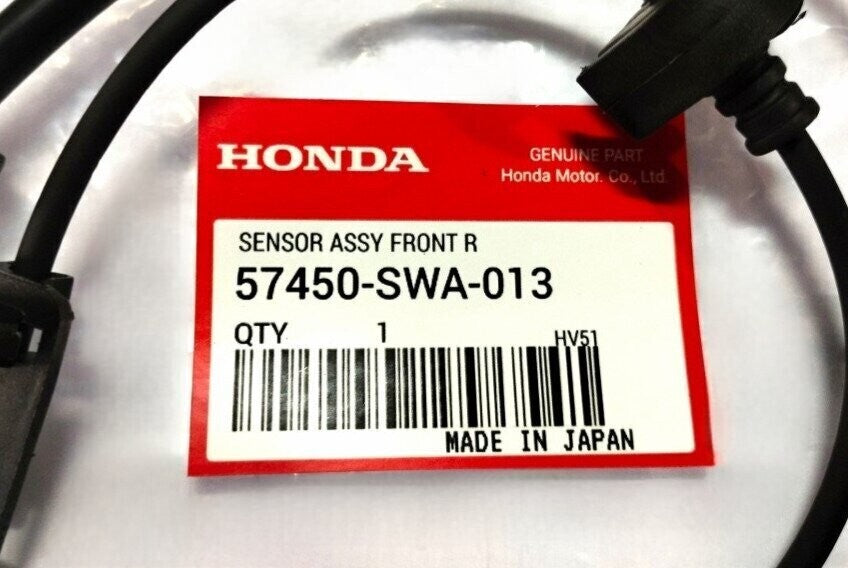 HONDA
GENUINE PART
Honda Motor. Co., Ltd.
SENSOR ASSY FRONT R
57450-SWA-013
QTY 1
HV51
MADE IN JAPAN